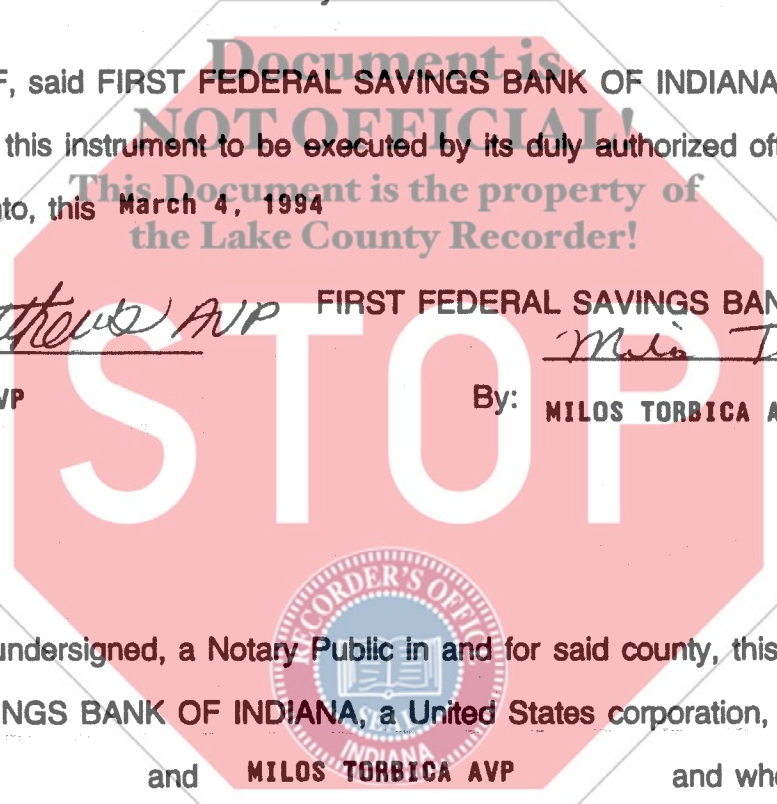 Document is
F, said FIRST FEDERAL SAVINGS BANK OF INDIANA
NOT OFFICIAL!
this instrument to be executed by its duly authorized of
This Document is the property of
to, this March 4, 1994
the Lake County Recorder!
AVP FIRST FEDERAL SAVINGS BAN
STOP
VP By: MILOS TORBICA A
RECORDER'S OFFICE
undersigned, a Notary Public in and for said county, this
NGS BANK OF INDIANA, a United States corporation,
SEAL
INDIANA
and MILOS TORBICA AVP and who